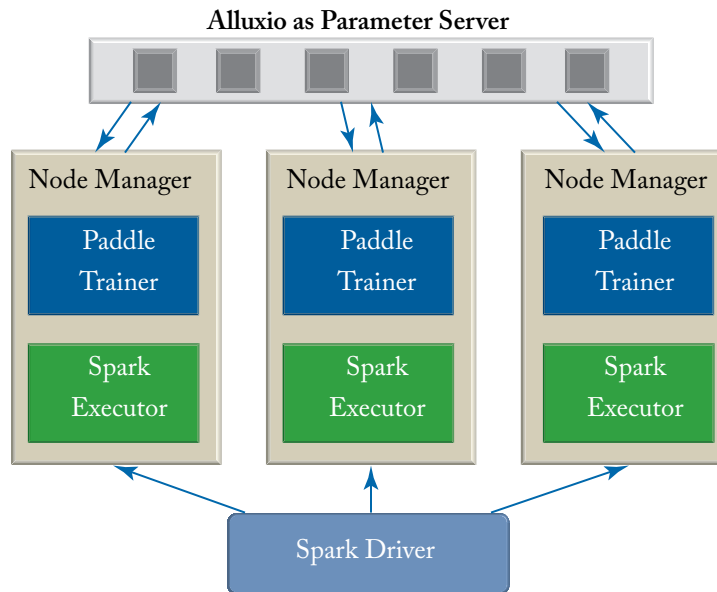 Alluxio as Parameter Server
Node Manager
Paddle
Trainer
Spark
Executor
Node Manager
Paddle
Trainer
Spark
Executor
Node Manager
Paddle
Trainer
Spark
Executor
Spark Driver